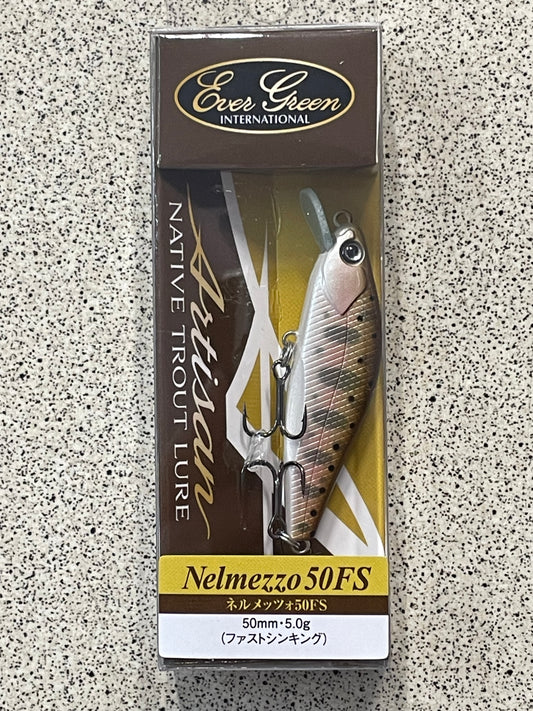 Ever Green
INTERNATIONAL
Artisan
NATIVE TROUT LURE
Nelmezzo 50FS
ネルメッツォ50FS
50mm・5.0g
(ファストシンキング)